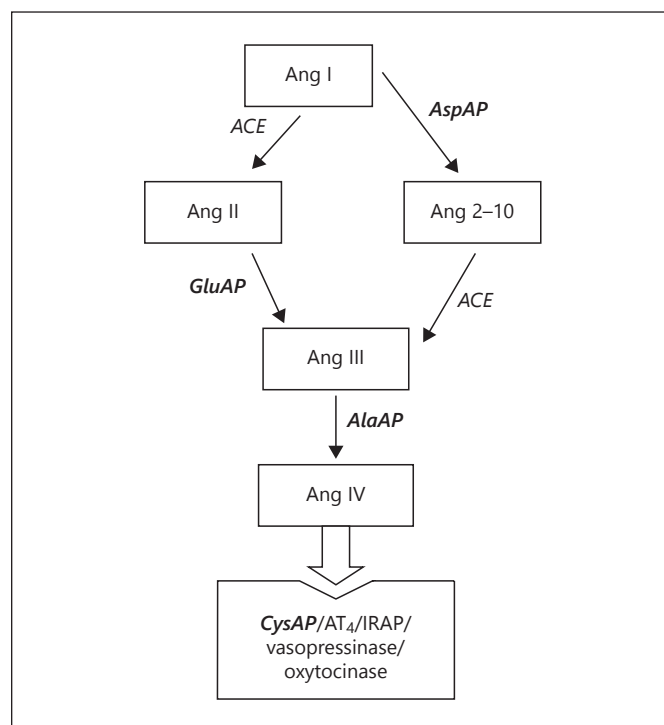 Ang I
AspAP
ACE
Ang II
Ang 2–10
GluAP
ACE
Ang III
AlaAP
Ang IV
CysAP/AT₄/IRAP/
vasopressinase/
oxytocinase